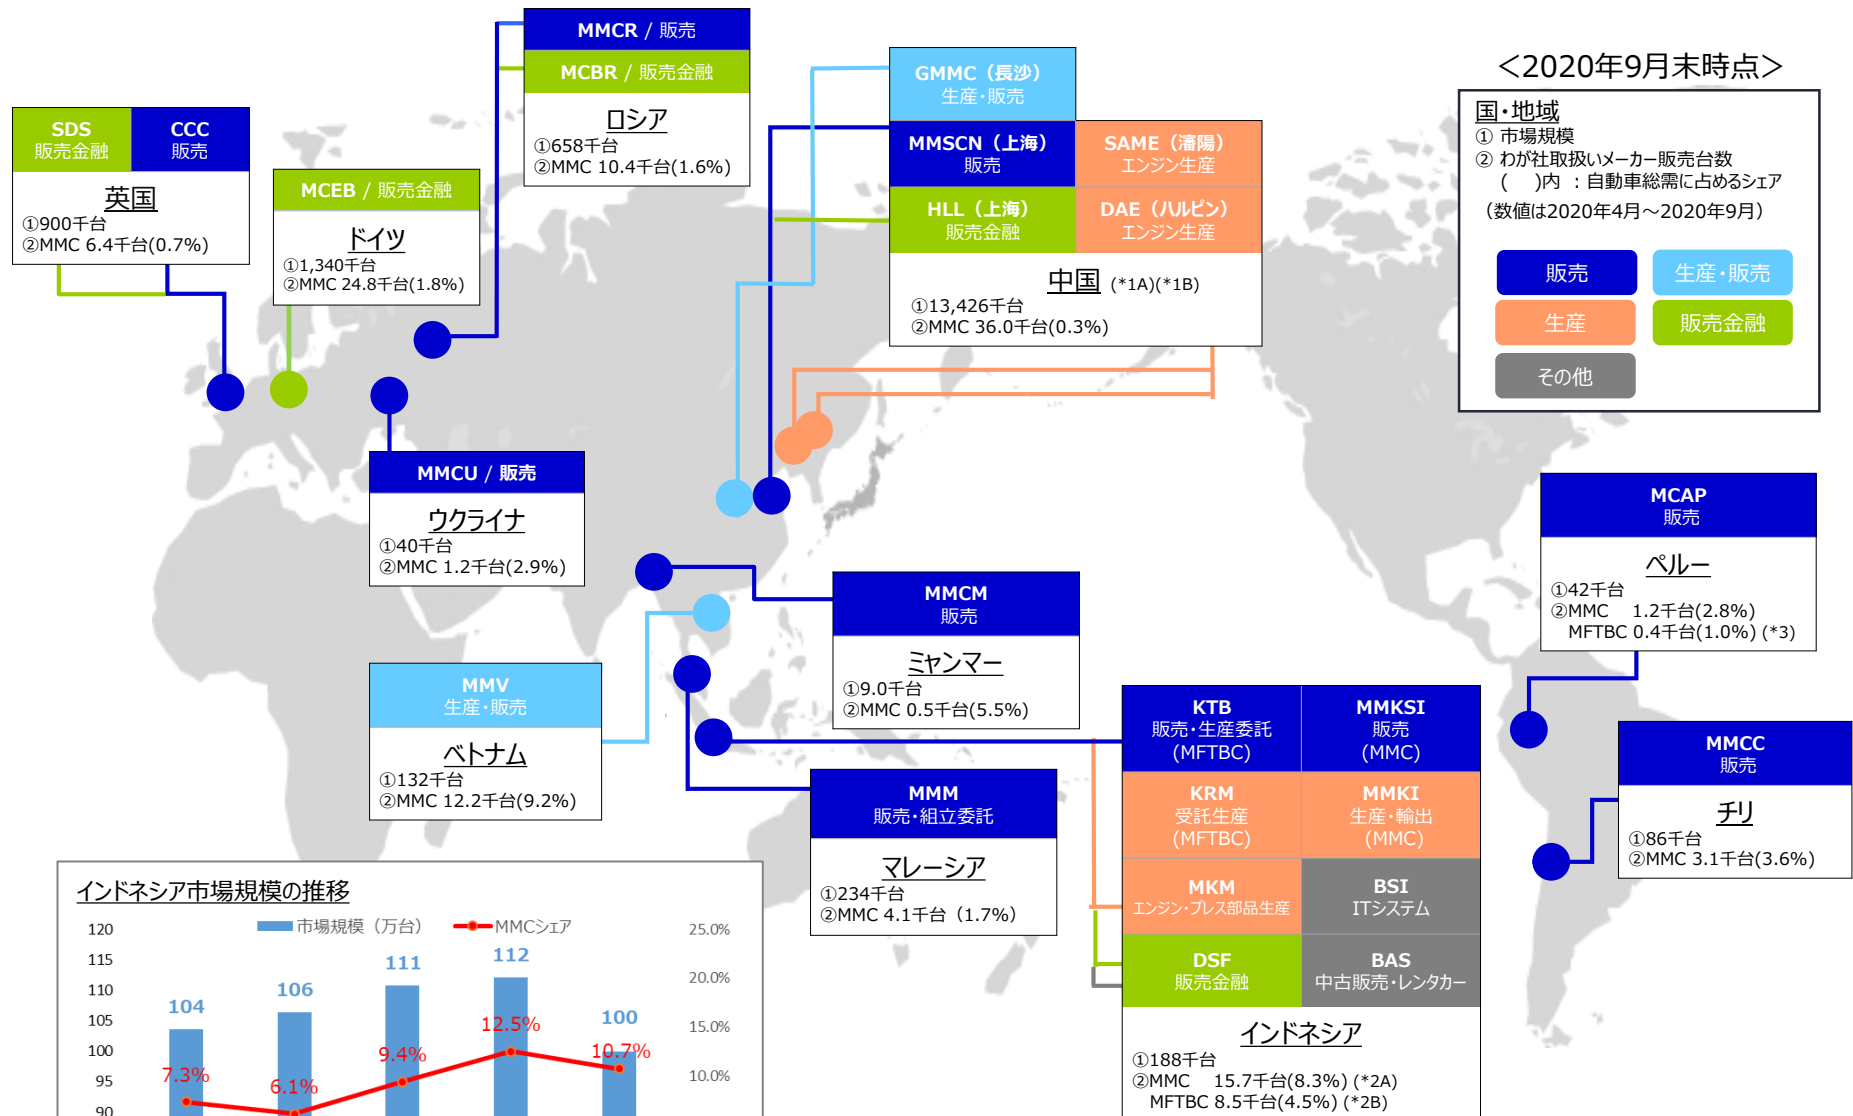 <2020年9月末時点>
国・地域
① 市場規模
② わが社取扱いメーカー販売台数
(　)内 ：自動車総需に占めるシェア
（数値は2020年4月～2020年9月）
販売
生産・販売
生産
販売金融
その他
MMCR / 販売
MCBR / 販売金融
ロシア
①658千台
②MMC 10.4千台(1.6%)
SDS
販売金融
CCC
販売
英国
①900千台
②MMC 6.4千台(0.7%)
MCEB / 販売金融
ドイツ
①1,340千台
②MMC 24.8千台(1.8%)
GMMC（長沙）
生産・販売
MMSCN（上海）
販売
SAME（瀋陽）
エンジン生産
HLL（上海）
販売金融
DAE（ハルビン）
エンジン生産
中国 (*1A)(*1B)
①13,426千台
②MMC 36.0千台(0.3%)
MMCU / 販売
ウクライナ
①40千台
②MMC 1.2千台(2.9%)
MMCM
販売
ミャンマー
①9.0千台
②MMC 0.5千台(5.5%)
MCAP
販売
ペルー
①42千台
②MMC 1.2千台(2.8%)
MFTBC 0.4千台(1.0%) (*3)
MMV
生産・販売
ベトナム
①132千台
②MMC 12.2千台(9.2%)
MMM
販売・組立委託
マレーシア
①234千台
②MMC 4.1千台（1.7%）
KTB
販売・生産委託
(MFTBC)
MMKSI
販売
(MMC)
KRM
受託生産
(MFTBC)
MMKI
生産・輸出
(MMC)
MKM
エンジン・プレス部品生産
BSI
ITシステム
DSF
販売金融
BAS
中古販売・レンタカー
インドネシア
①188千台
②MMC 15.7千台(8.3%) (*2A)
MFTBC 8.5千台(4.5%) (*2B)
MMCC
販売
チリ
①86千台
②MMC 3.1千台(3.6%)
インドネシア市場規模の推移
市場規模（万台）
MMCシェア
120
115
110
105
100
95
90
104
106
111
112
100
7.3%
6.1%
9.4%
12.5%
10.7%
25.0%
20.0%
15.0%
10.0%